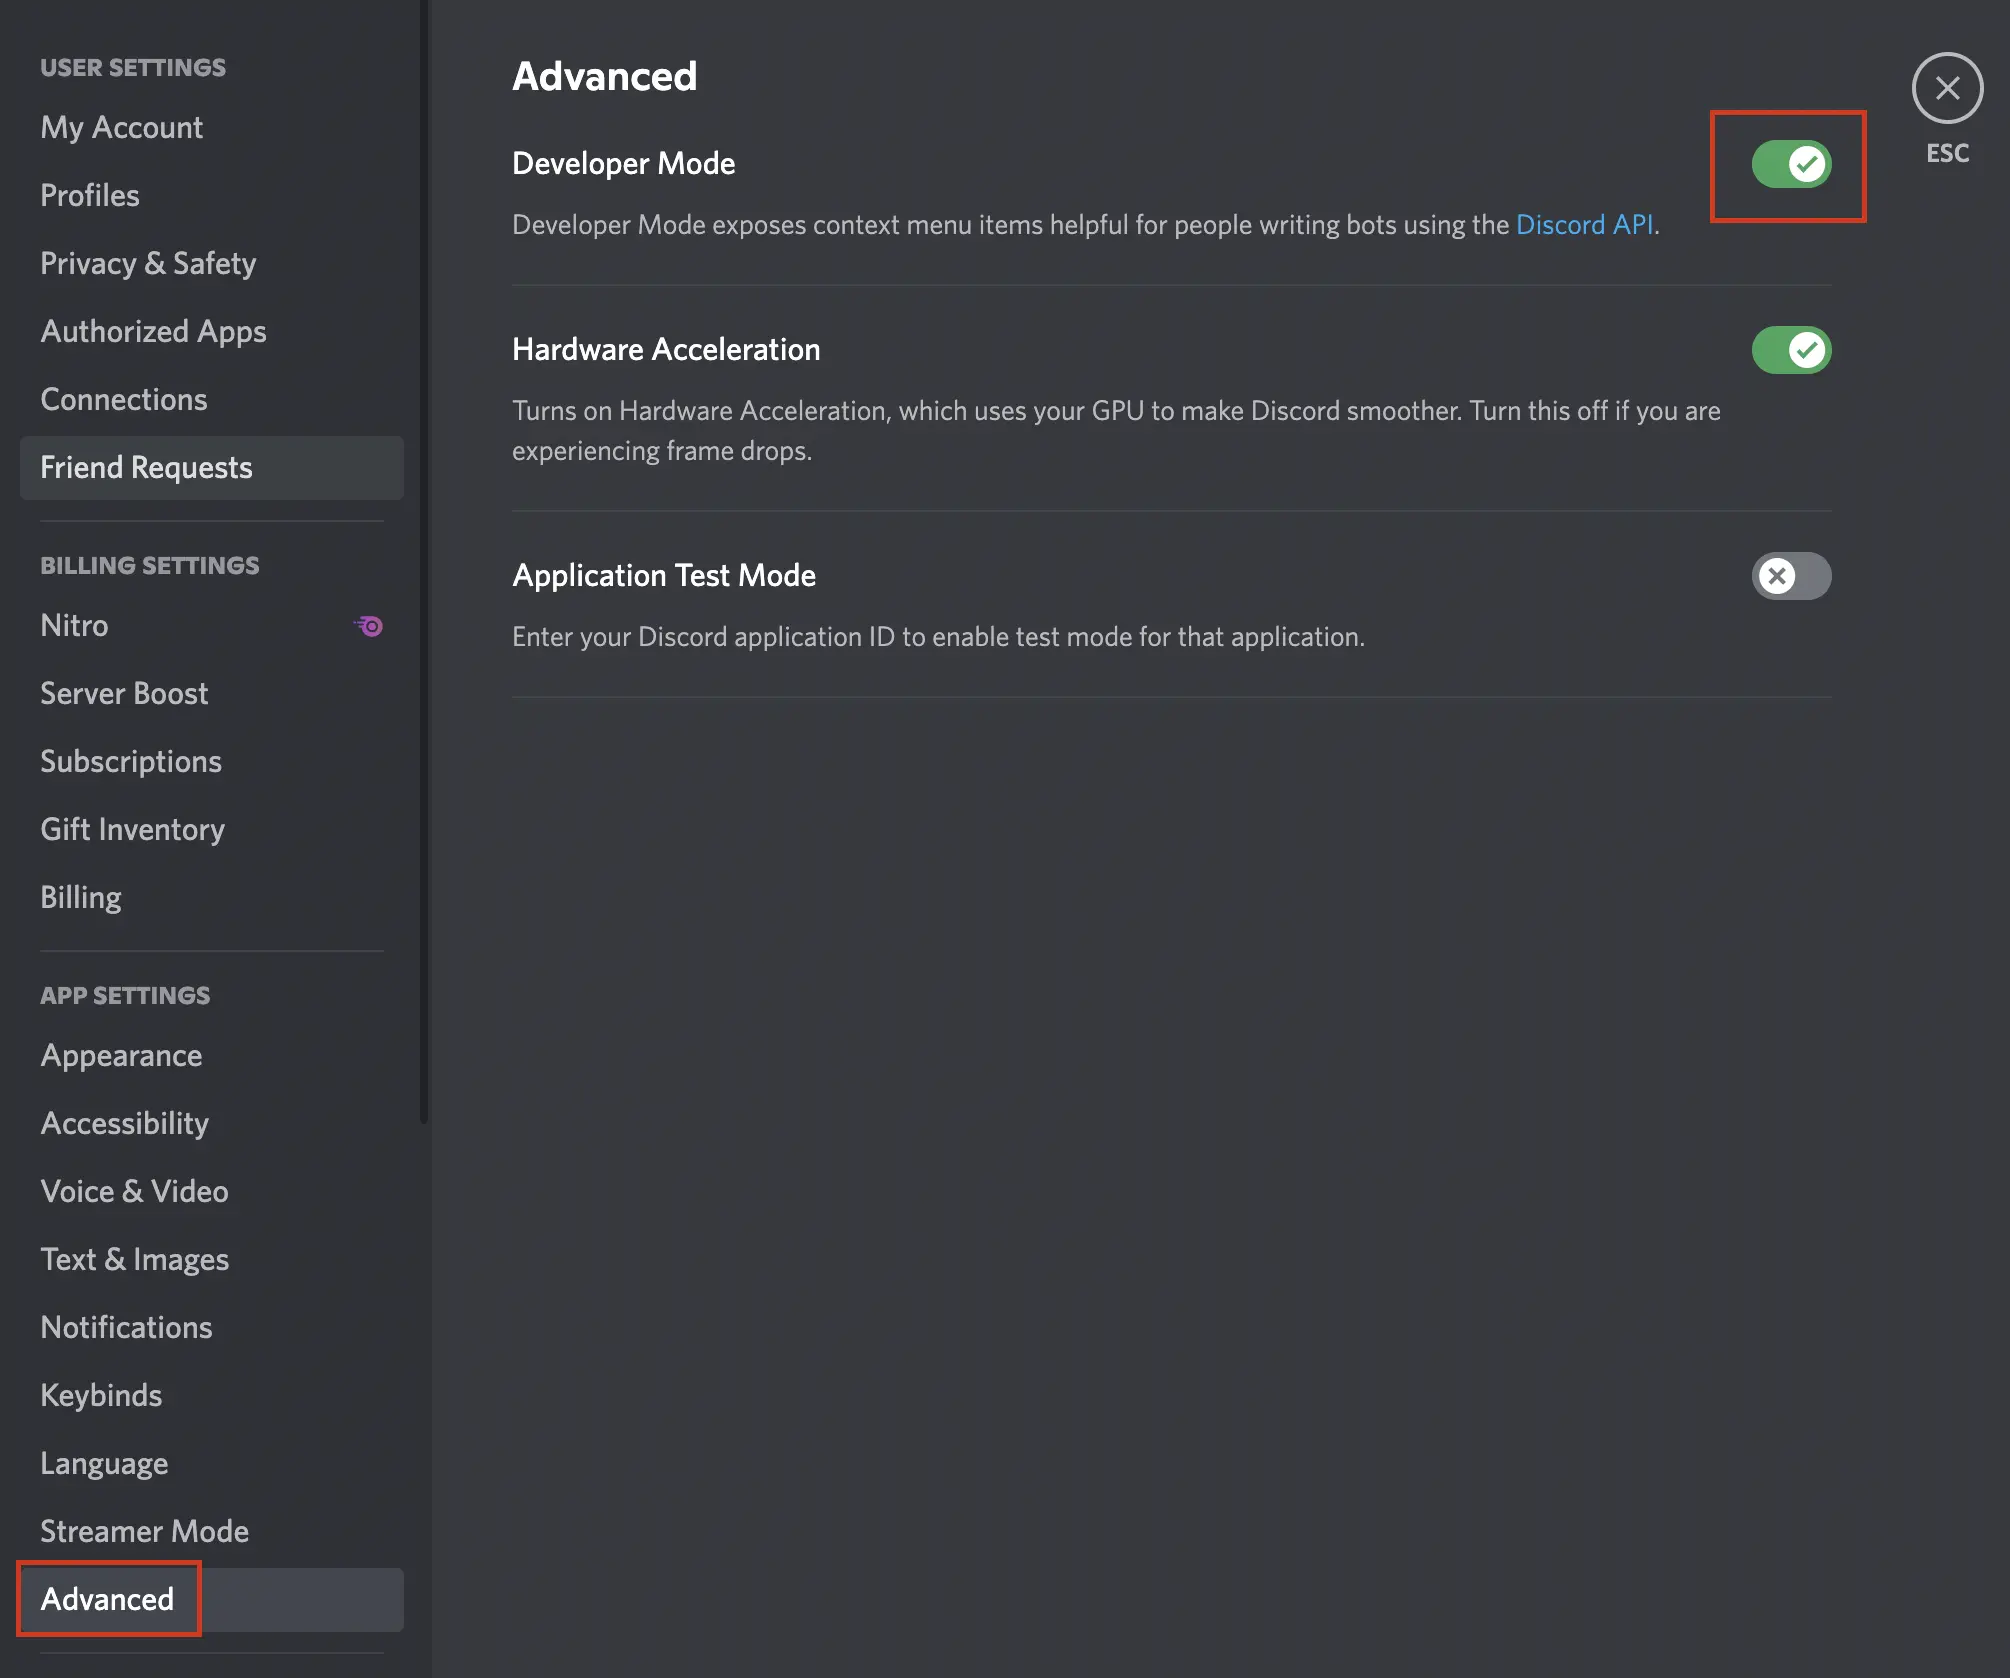 USER SETTINGS
My Account
Profiles
Privacy & Safety
Authorized Apps
Connections
Friend Requests
BILLING SETTINGS
Nitro
Server Boost
Subscriptions
Gift Inventory
Billing
APP SETTINGS
Appearance
Accessibility
Voice & Video
Text & Images
Notifications
Keybinds
Language
Streamer Mode
Advanced
Advanced
Developer Mode
Developer Mode exposes context menu items helpful for people writing bots using the Discord API.
Hardware Acceleration
Turns on Hardware Acceleration, which uses your GPU to make Discord smoother. Turn this off if you are
experiencing frame drops.
Application Test Mode
Enter your Discord application ID to enable test mode for that application.
ESC